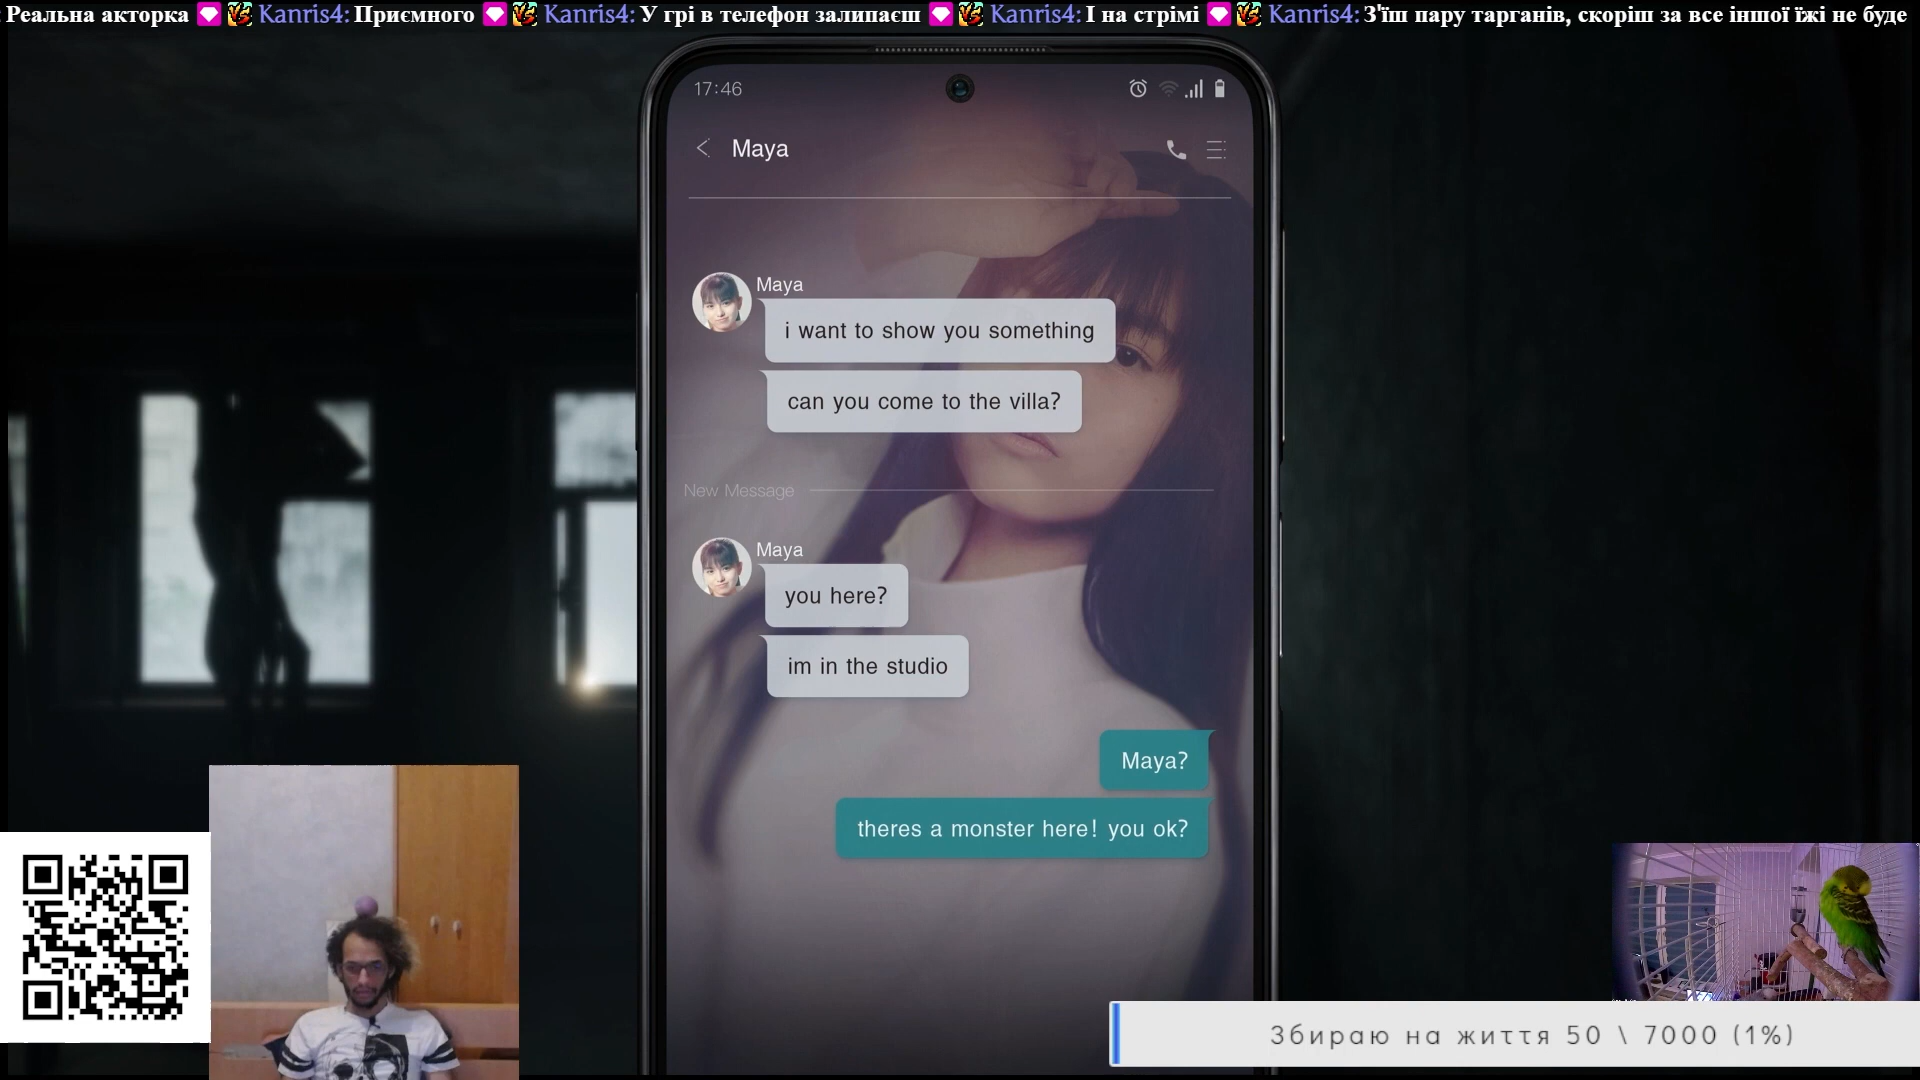 : Реальна акторка Kanris4: Приємного Kanris4: У грі в телефон залипаєш Kanris4: І на стрімі Kanris4: З'їш пару тарганів, скоріш за все іншої їжі не буде
17:46
Maya
Maya
i want to show you something
can you come to the villa?
New Message
Maya
you here?
im in the studio
Maya?
theres a monster here! you ok?
Збираю на життя 50 \ 7000 (1%)